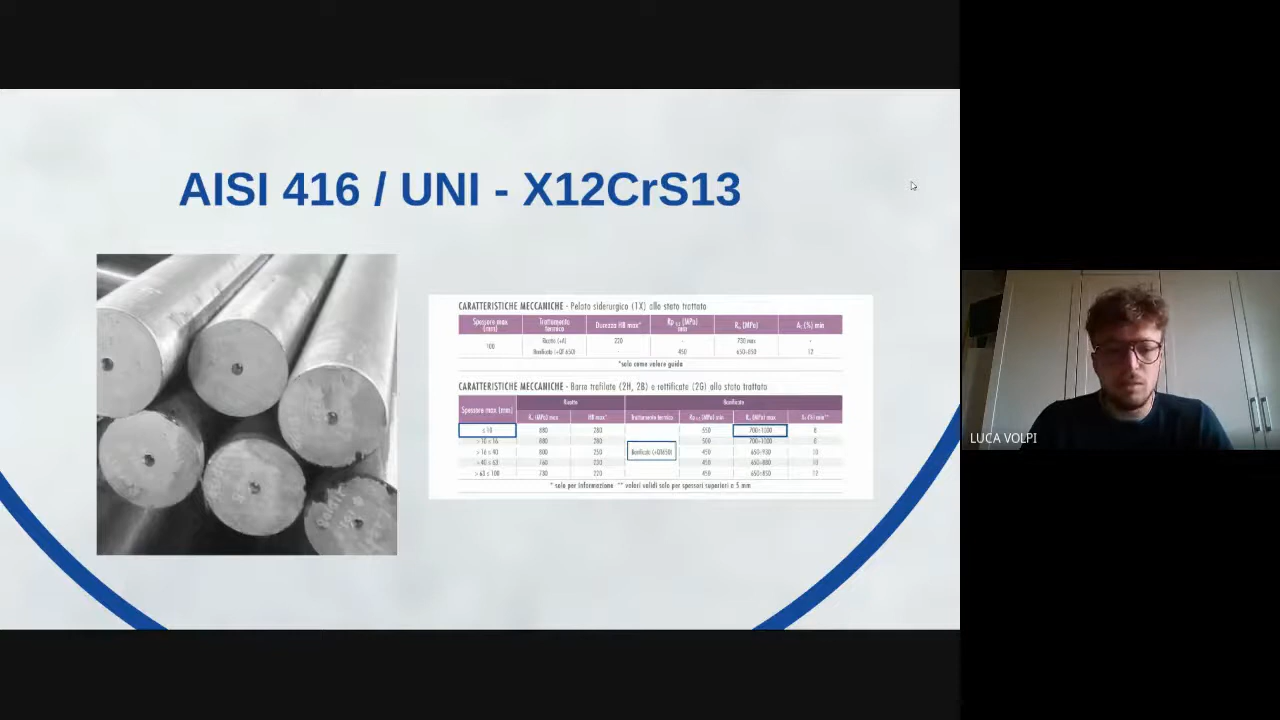 AISI 416 / UNI - X12CrS13
CARATTERISTICHE MECCANICHE - Pelato siderurgico (1X) allo stato trattato
Spessore max (mm) Trattamento termico Durezza HB max* Rp 0.2 (MPa) min Rm (MPa) A5 (%) min
100 Ricotto (+A) 220 - 730 max -
Bonificato (+QT 650) - 450 650÷850 12
*solo come valore guida
CARATTERISTICHE MECCANICHE - Barre trafilate (2H, 2B) e rettificate (2G) allo stato trattato
Spessore max (mm) Ricotto Bonificato
Rm (MPa) max HB max* Trattamento termico Rp 0.2 (MPa) min Rm (MPa) max A5 (%) min**
≤ 10 880 280 550 700÷1000 8
> 10 ≤ 16 880 280 500 700÷1000 8
> 16 ≤ 40 800 250 Bonificato (+QT650) 450 650÷930 10
> 40 ≤ 63 760 230 450 650÷880 10
> 63 ≤ 100 730 220 450 650÷850 12
* solo per informazione ** valori validi solo per spessori superiori a 5 mm
LUCA VOLPI